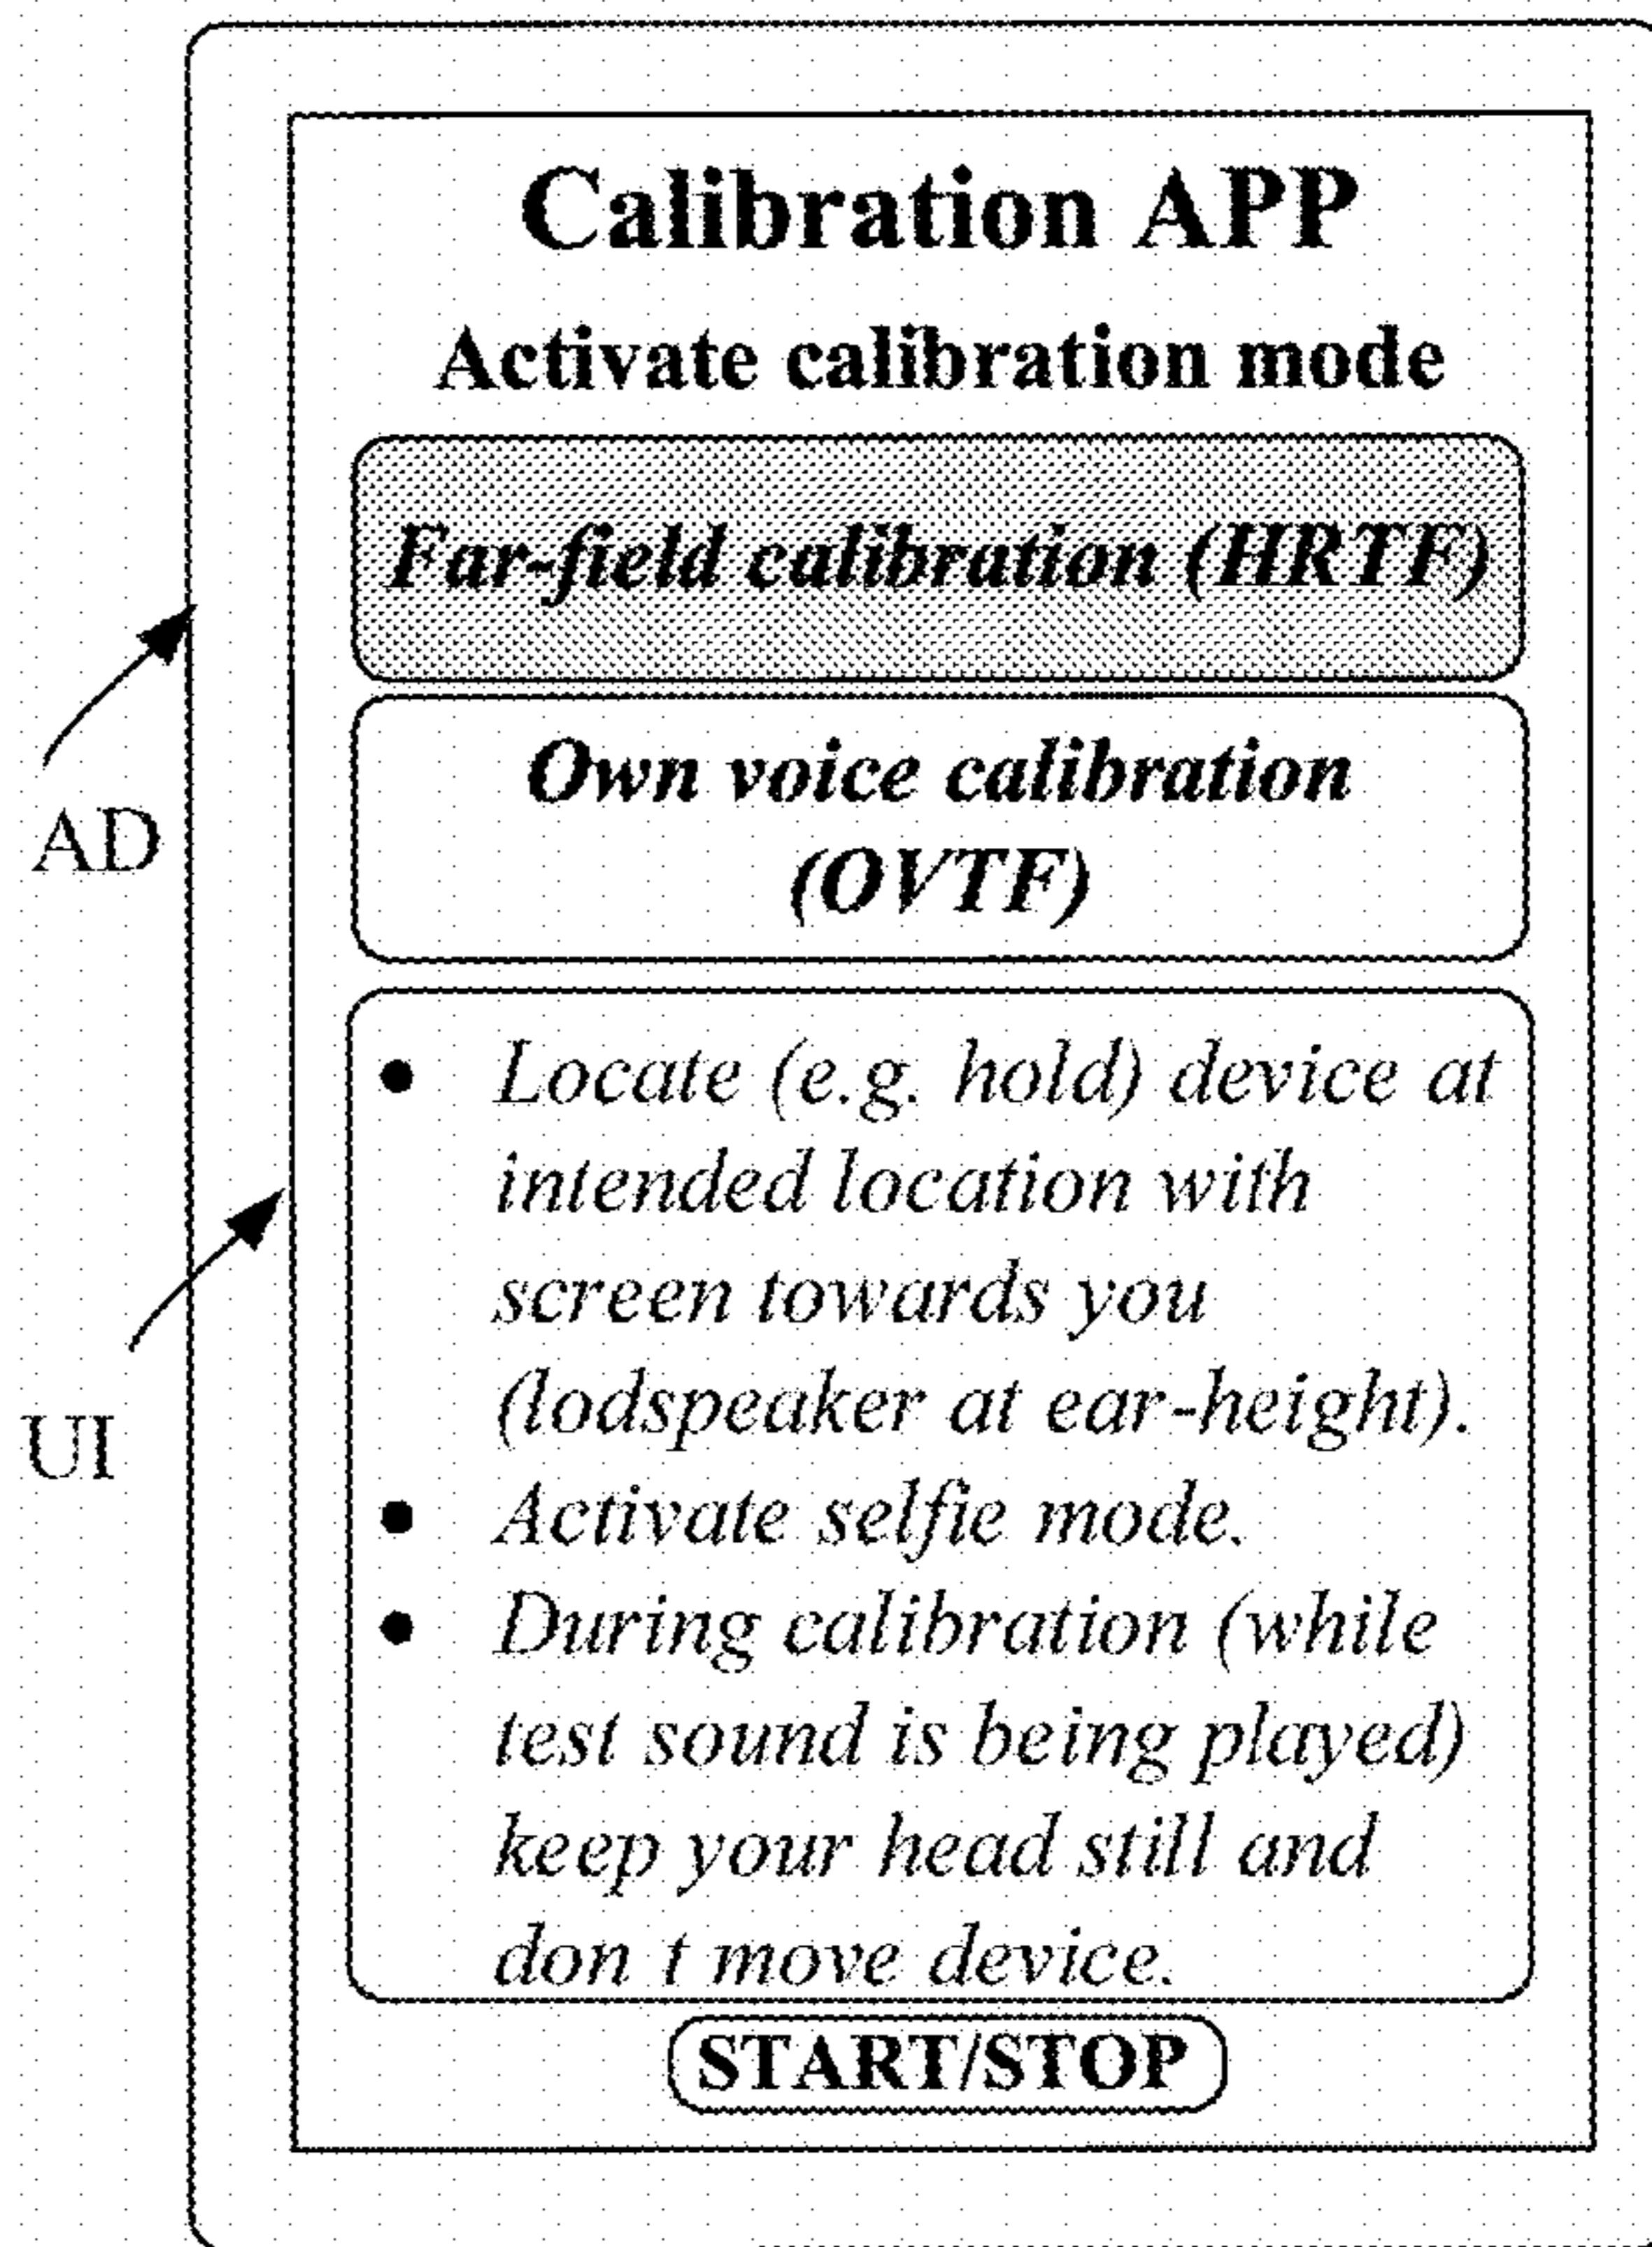 Calibration APP
Activate calibration mode
Far-field calibration (HRTF)
Own voice calibration
(OVTF)
AD
• Locate (e.g. hold) device at
intended location with
screen towards you
(lodspeaker at ear-height).
UI
• Activate selfie mode.
• During calibration (while
test sound is being played)
keep your head still and
don t move device.
START/STOP